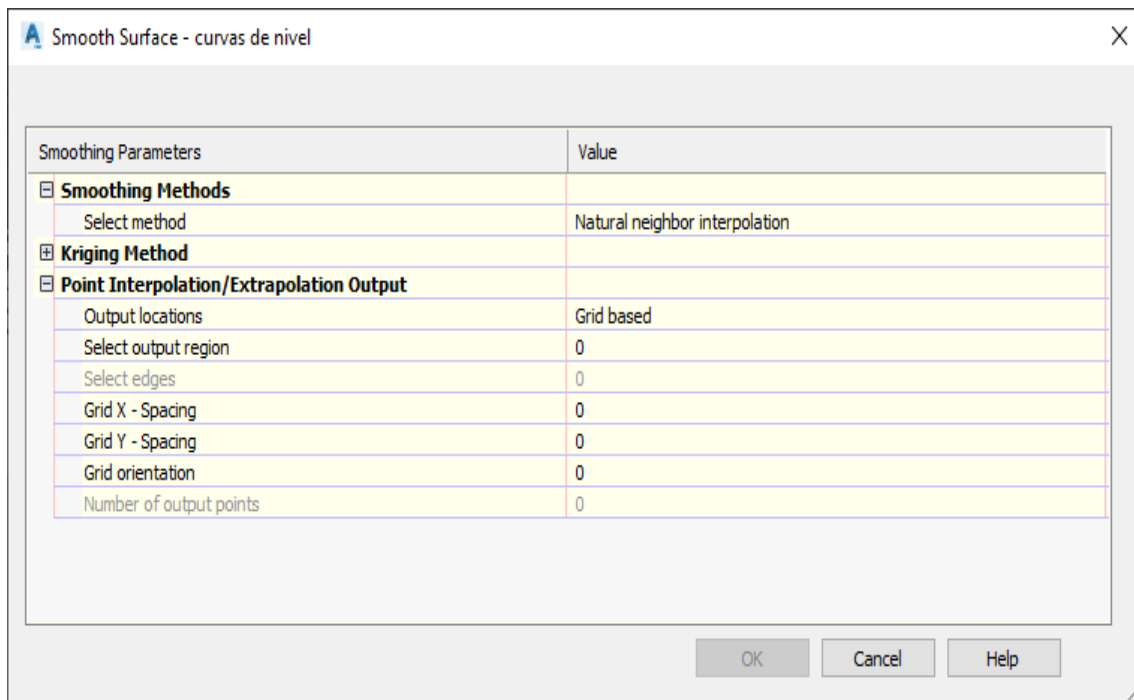 Smooth Surface - curvas de nivel
Smoothing Parameters Value
Smoothing Methods
Select method Natural neighbor interpolation
Kriging Method
Point Interpolation/Extrapolation Output
Output locations Grid based
Select output region 0
Select edges 0
Grid X - Spacing 0
Grid Y - Spacing 0
Grid orientation 0
Number of output points 0
OK Cancel Help